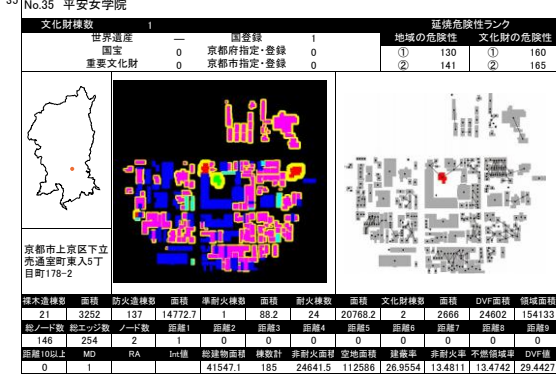 35
No.35 平安女学院
文化財棟数 1 延焼危険性ランク
世界遺産 — 国登録 1 地域の危険性 文化財の危険性
国宝 0 京都府指定・登録 0 ① 130 ① 160
重要文化財 0 京都市指定・登録 0 ② 141 ② 165
京都市上京区下立
売通室町東入5丁
目町178-2
裸木造棟数 面積 防火造棟数 面積 準耐火棟数 面積 耐火棟数 面積 文化財棟数 面積 DVF面積 領域面積
21 3252 137 14772.7 1 88.2 24 20768.2 2 2666 24602 154133
総ノード数 総エッジ数 ノード数 距離1 距離2 距離3 距離4 距離5 距離6 距離7 距離8 距離9
146 254 2 1 0 0 0 0 0 0 0 0
距離10以上 MD RA Int値 総建物面積 棟数計 非耐火面積 空地面積 建蔽率 非耐火率 不燃領域率 DVF値
0 1 41547.1 185 24641.5 112586 26.9554 13.4811 13.4742 29.4427